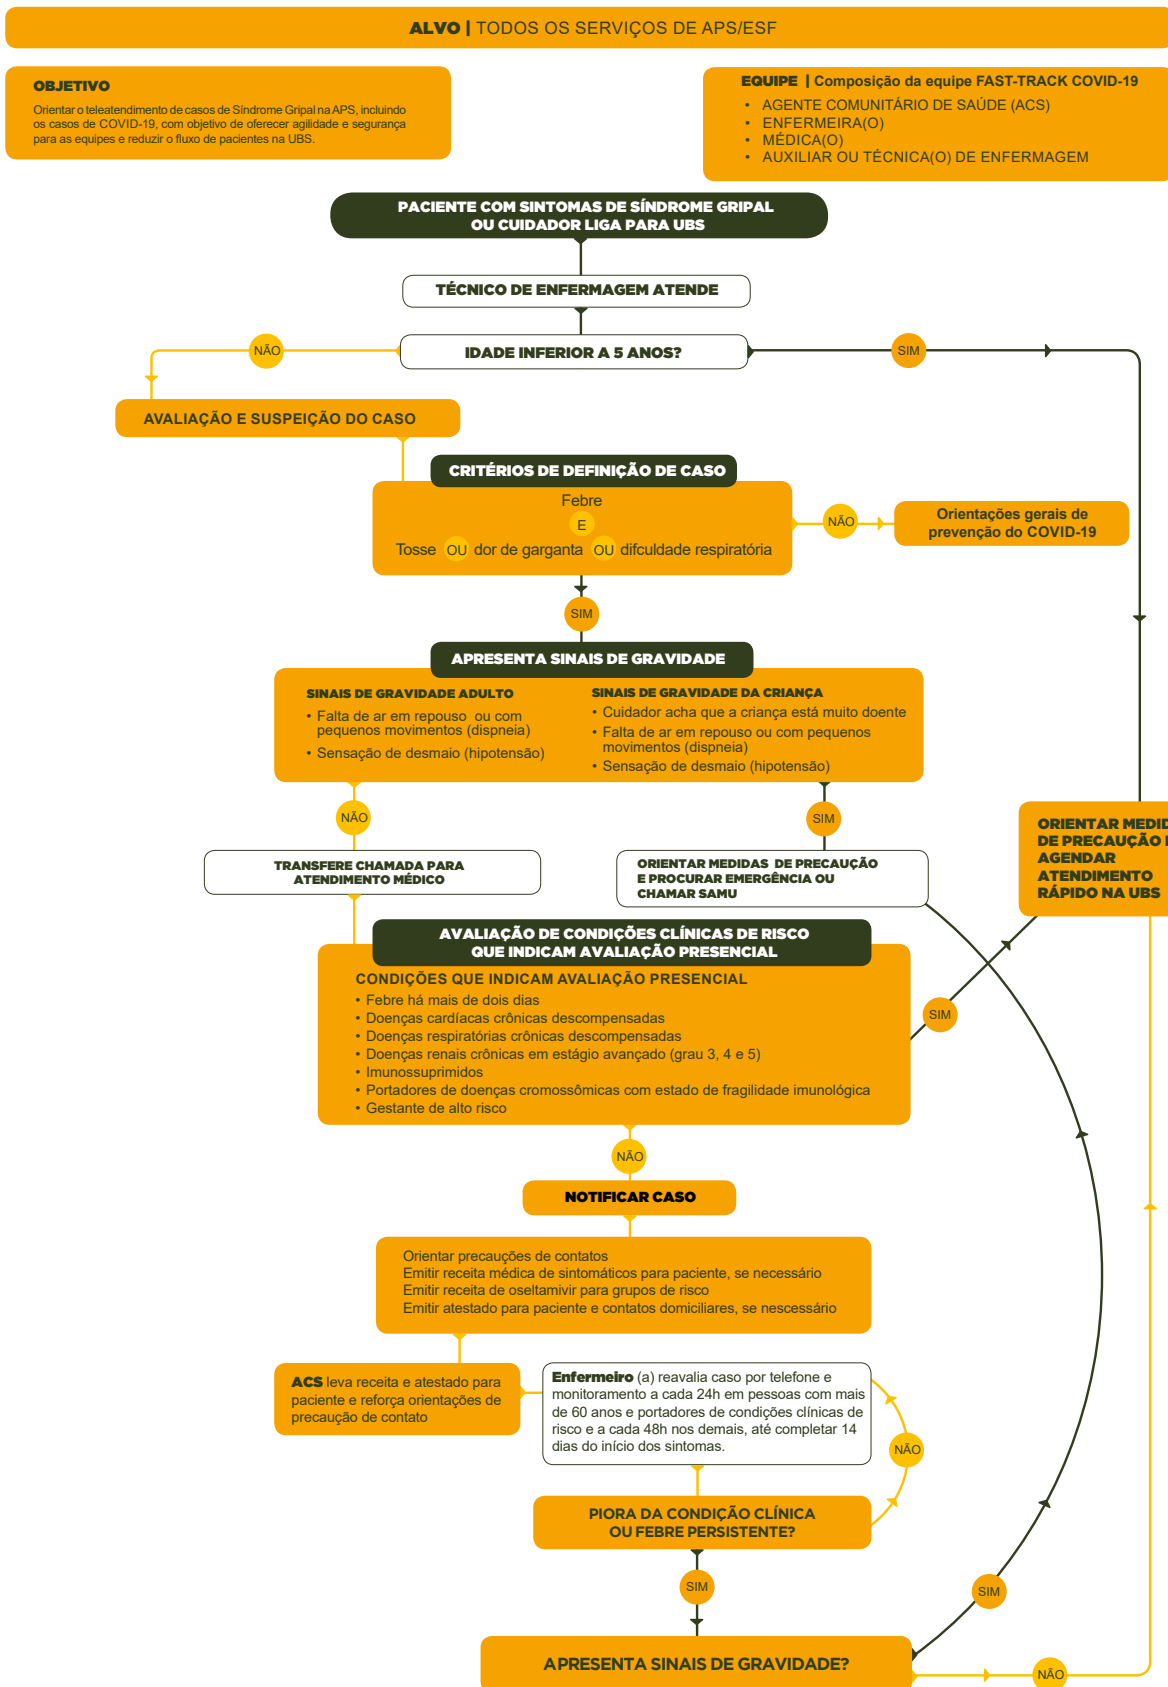 ALVO | TODOS OS SERVIÇOS DE APS/ESF
OBJETIVO
Orientar o teleatendimento de casos de Síndrome Gripal na APS, incluindo
os casos de COVID-19, com objetivo de oferecer agilidade e segurança
para as equipes e reduzir o fluxo de pacientes na UBS.
EQUIPE | Composição da equipe FAST-TRACK COVID-19
• AGENTE COMUNITÁRIO DE SAÚDE (ACS)
• ENFERMEIRA(O)
• MÉDICA(O)
• AUXILIAR OU TÉCNICA(O) DE ENFERMAGEM
PACIENTE COM SINTOMAS DE SÍNDROME GRIPAL
OU CUIDADOR LIGA PARA UBS
TÉCNICO DE ENFERMAGEM ATENDE
IDADE INFERIOR A 5 ANOS?
NÃO
SIM
AVALIAÇÃO E SUSPEIÇÃO DO CASO
CRITÉRIOS DE DEFINIÇÃO DE CASO
Febre
E
Tosse OU dor de garganta OU difculdade respiratória
NÃO
Orientações gerais de
prevenção do COVID-19
SIM
APRESENTA SINAIS DE GRAVIDADE
SINAIS DE GRAVIDADE ADULTO
• Falta de ar em repouso ou com
pequenos movimentos (dispneia)
• Sensação de desmaio (hipotensão)
SINAIS DE GRAVIDADE DA CRIANÇA
• Cuidador acha que a criança está muito doente
• Falta de ar em repouso ou com pequenos
movimentos (dispneia)
• Sensação de desmaio (hipotensão)
NÃO
SIM
TRANSFERE CHAMADA PARA
ATENDIMENTO MÉDICO
ORIENTAR MEDIDAS DE PRECAUÇÃO
E PROCURAR EMERGÊNCIA OU
CHAMAR SAMU
ORIENTAR
DE PRECAUÇÃO
AGENDAR
ATENDIMENTO
RÁPIDO NA UBS
AVALIAÇÃO DE CONDIÇÕES CLÍNICAS DE RISCO
QUE INDICAM AVALIAÇÃO PRESENCIAL
CONDIÇÕES QUE INDICAM AVALIAÇÃO PRESENCIAL
• Febre há mais de dois dias
• Doenças cardíacas crônicas descompensadas
• Doenças respiratórias crônicas descompensadas
• Doenças renais crônicas em estágio avançado (grau 3, 4 e 5)
• Imunossuprimidos
• Portadores de doenças cromossômicas com estado de fragilidade imunológica
• Gestante de alto risco
SIM
NÃO
NOTIFICAR CASO
Orientar precauções de contatos
Emitir receita médica de sintomáticos para paciente, se necessário
Emitir receita de oseltamivir para grupos de risco
Emitir atestado para paciente e contatos domiciliares, se nescessário
ACS leva receita e atestado para
paciente e reforça orientações de
precaução de contato
Enfermeiro (a) reavalia caso por telefone e
monitoramento a cada 24h em pessoas com mais
de 60 anos e portadores de condições clínicas de
risco e a cada 48h nos demais, até completar 14
dias do início dos sintomas.
NÃO
PIORA DA CONDIÇÃO CLÍNICA
OU FEBRE PERSISTENTE?
SIM
SIM
APRESENTA SINAIS DE GRAVIDADE?
NÃO